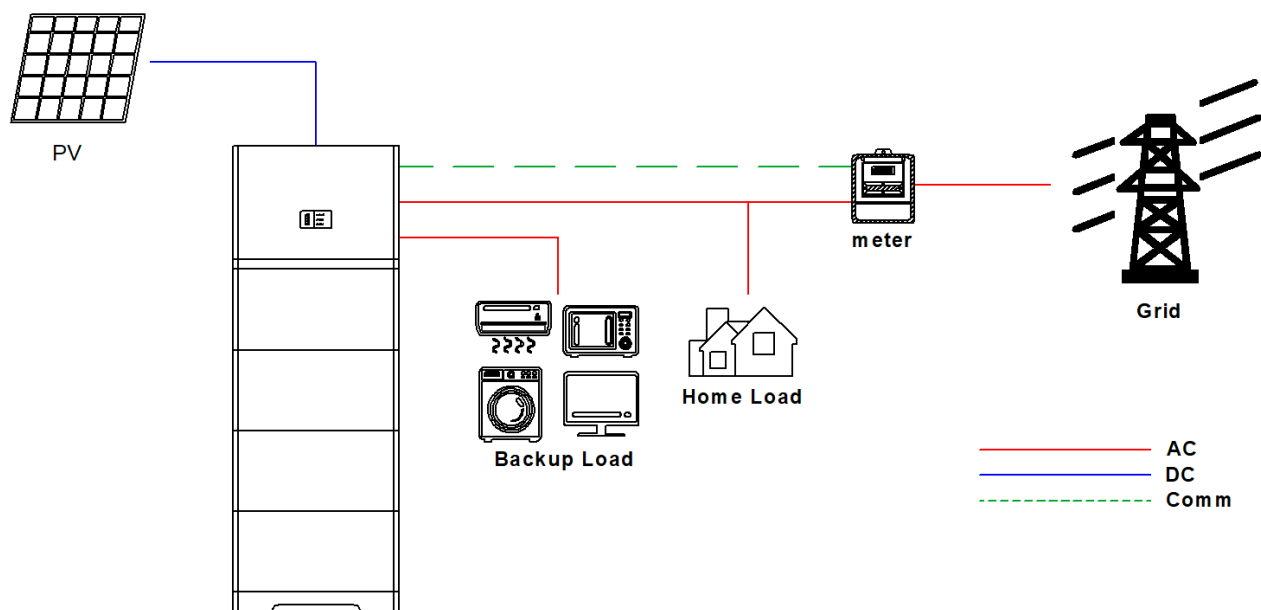 PV
meter
Grid
Home Load
Backup Load
AC
DC
Comm